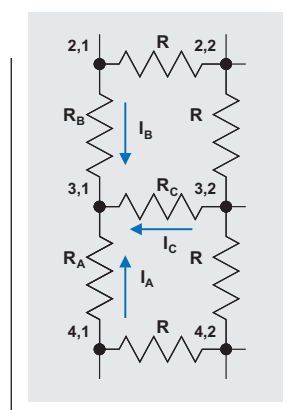 2,1 R 2,2
R_B I_B R
3,1 R_C 3,2
I_C
R_A I_A R
4,1 R 4,2